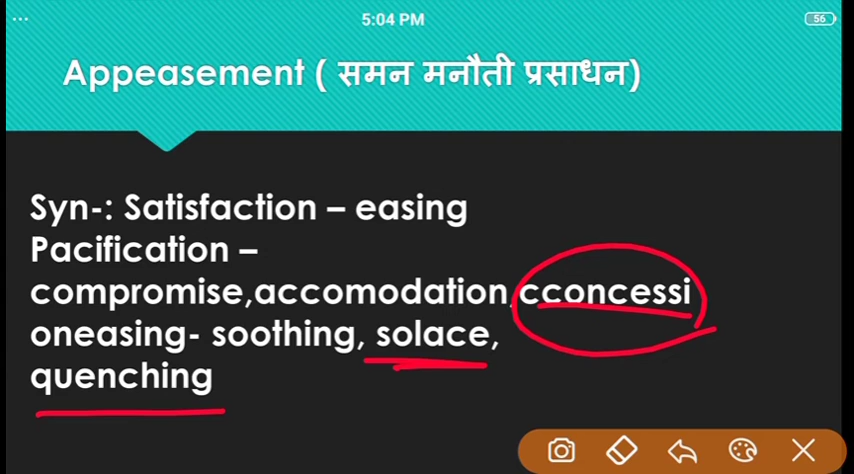 5:04 PM
56
Appeasement ( समन मनौती प्रसाधन)
Syn-: Satisfaction – easing
Pacification –
compromise,accomodation,cconcessi
oneasing- soothing, solace,
quenching